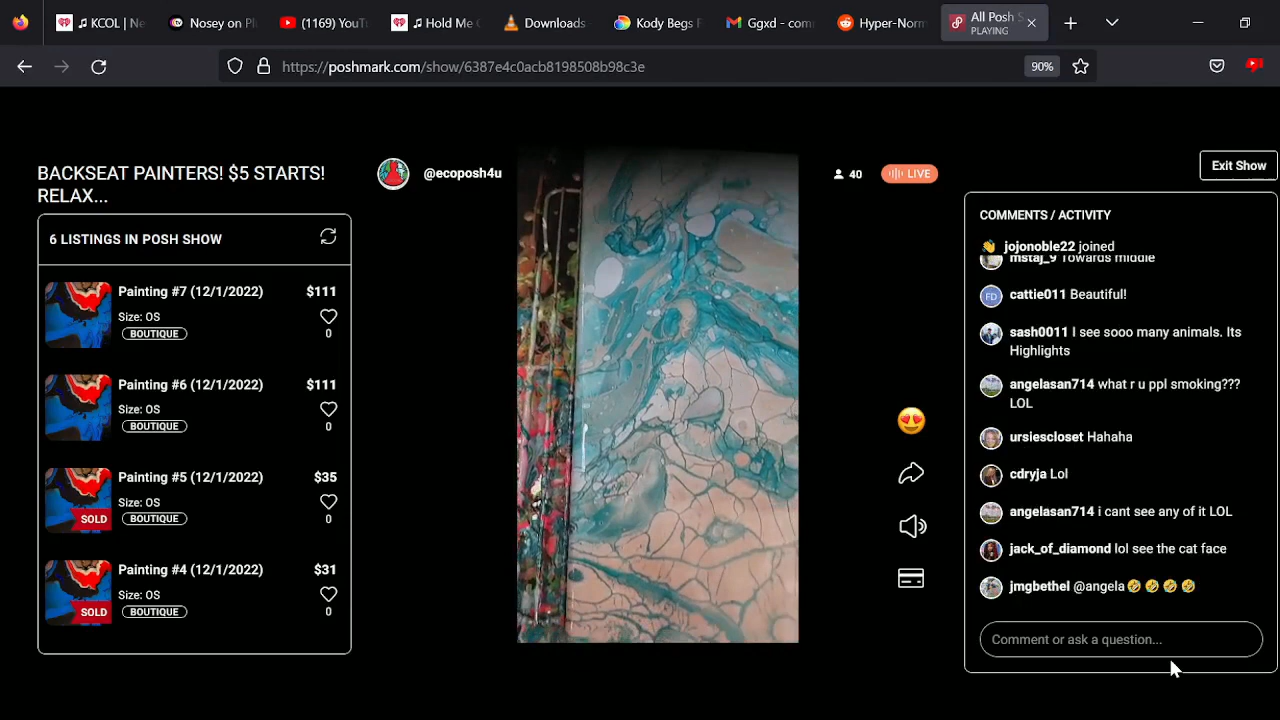 ♫ KCOL | Ne
Nosey on Pl
(1169) YouT
♫ Hold Me C
Downloads
Kody Begs F
Ggxd - com
Hyper-Norm
All Posh S
PLAYING
https://poshmark.com/show/6387e4c0acb8198508b98c3e
90%
BACKSEAT PAINTERS! $5 STARTS!
RELAX...
@ecoposh4u
40
LIVE
Exit Show
6 LISTINGS IN POSH SHOW
Painting #7 (12/1/2022) $111
Size: OS
BOUTIQUE 0
Painting #6 (12/1/2022) $111
Size: OS
BOUTIQUE 0
Painting #5 (12/1/2022) $35
Size: OS
SOLD BOUTIQUE 0
Painting #4 (12/1/2022) $31
Size: OS
SOLD BOUTIQUE 0
COMMENTS / ACTIVITY
👏 jojonoble22 joined
mstaj_9 Towards middle
FD cattie011 Beautiful!
sash0011 I see sooo many animals. Its
Highlights
angelasan714 what r u ppl smoking???
LOL
ursiescloset Hahaha
cdryja Lol
angelasan714 i cant see any of it LOL
jack_of_diamond lol see the cat face
jmgbethel @angela🤣🤣🤣🤣
Comment or ask a question...